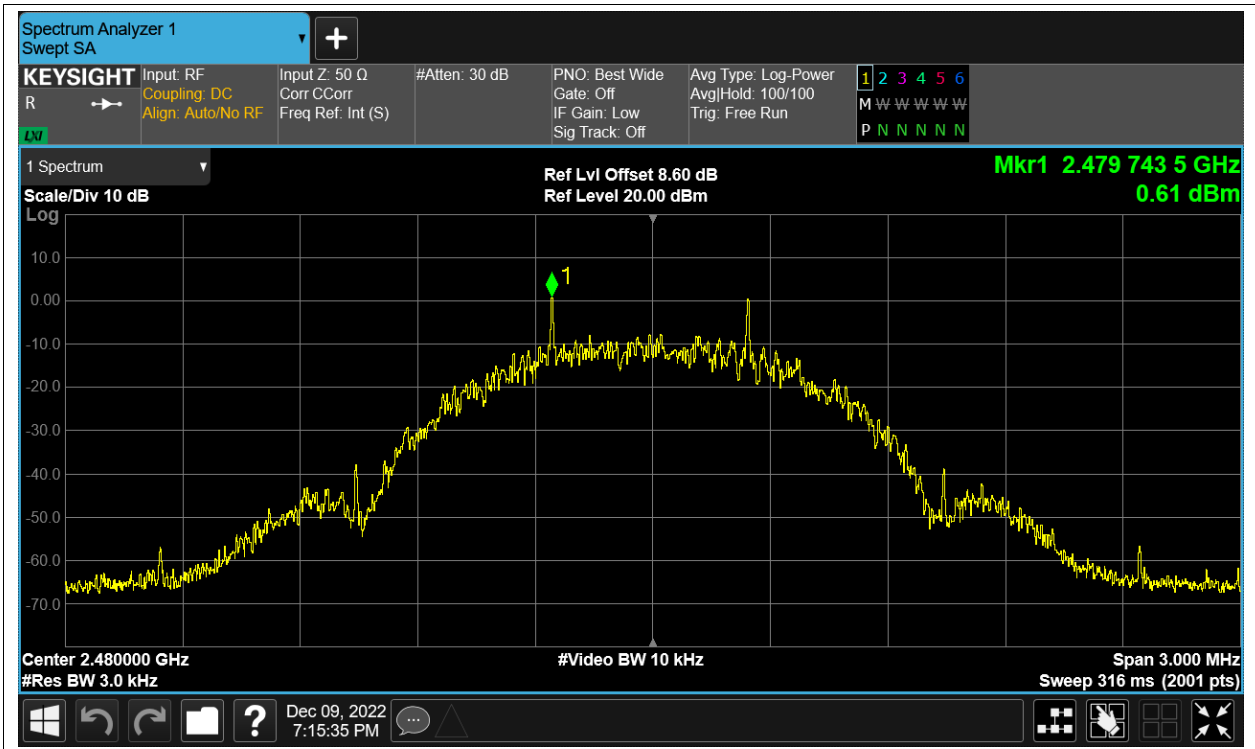 Spectrum Analyzer 1
Swept SA
KEYSIGHT
R
LXI
Input: RF
Coupling: DC
Align: Auto/No RF
Input Z: 50 Ω
Corr CCorr
Freq Ref: Int (S)
#Atten: 30 dB
PNO: Best Wide
Gate: Off
IF Gain: Low
Sig Track: Off
Avg Type: Log-Power
Avg|Hold: 100/100
Trig: Free Run
1 2 3 4 5 6
M W W W W W W
P N N N N N N
1 Spectrum
Scale/Div 10 dB
Log
Ref Lvl Offset 8.60 dB
Ref Level 20.00 dBm
Mkr1 2.479 743 5 GHz
0.61 dBm
1
10.0
0.00
-10.0
-20.0
-30.0
-40.0
-50.0
-60.0
-70.0
Center 2.480000 GHz
#Res BW 3.0 kHz
#Video BW 10 kHz
Span 3.000 MHz
Sweep 316 ms (2001 pts)
?
Dec 09, 2022
7:15:35 PM